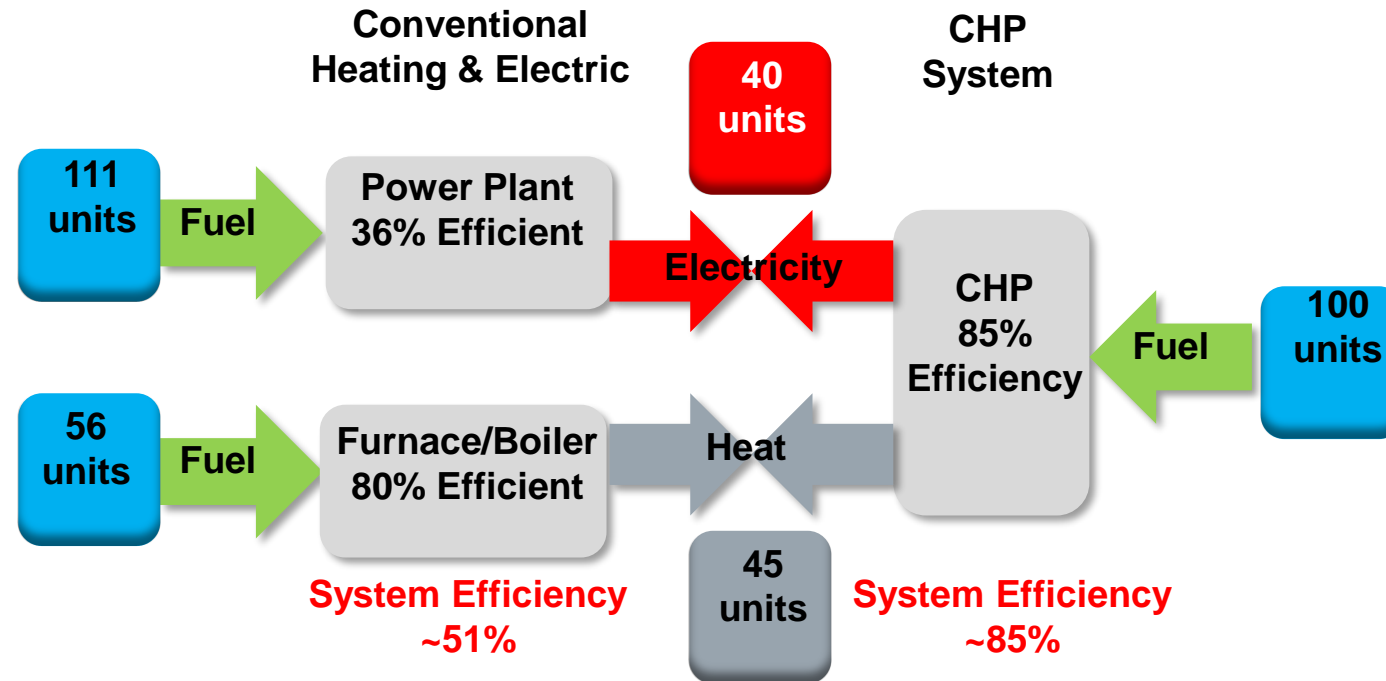 Conventional
Heating & Electric
40
units
CHP
System
111
units
Fuel
Power Plant
36% Efficient
Electricity
CHP
85%
Efficiency
Fuel
100
units
56
units
Fuel
Furnace/Boiler
80% Efficient
Heat
45
units
System Efficiency
~51%
System Efficiency
~85%